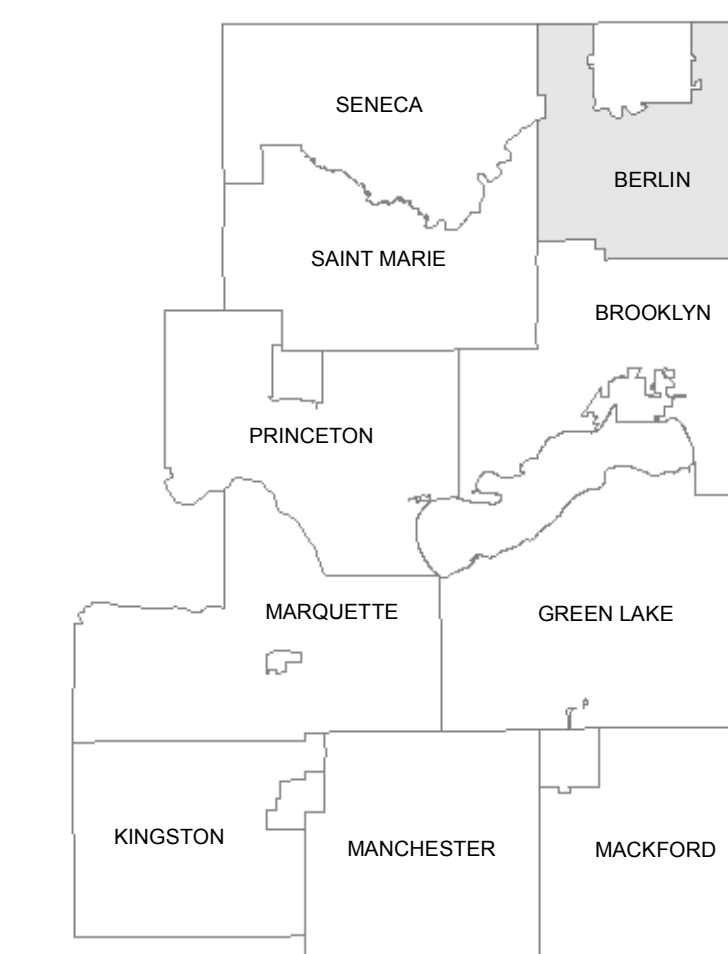 SENECA
BERLIN
SAINT MARIE
BROOKLYN
PRINCETON
MARQUETTE
GREEN LAKE
KINGSTON
MANCHESTER
MACKFORD